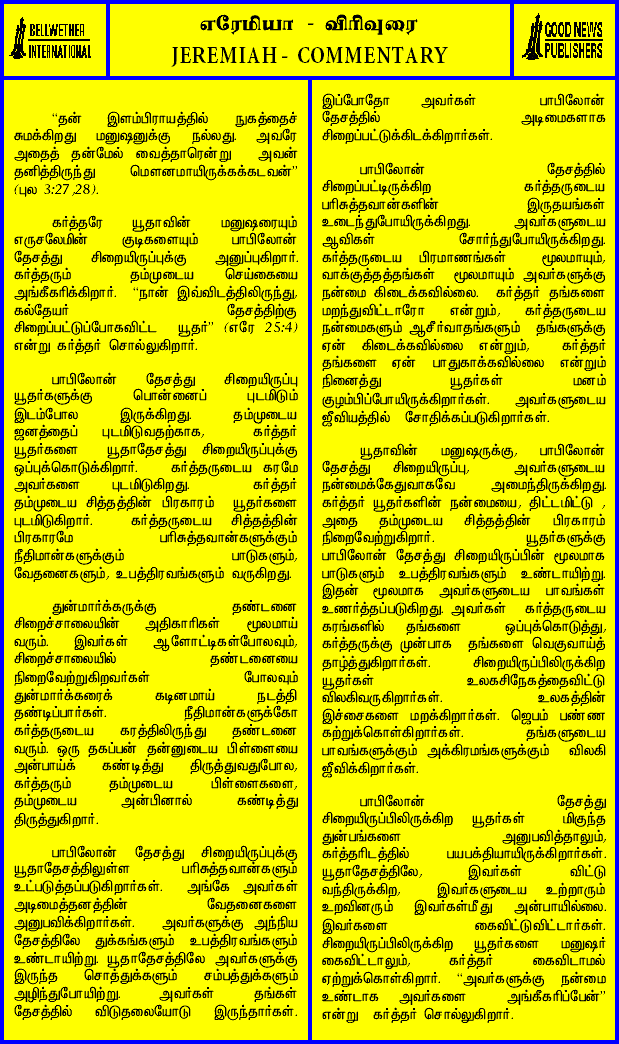 BELLWETHER
INTERNATIONAL
எரேமியா - விரிவுரை
JEREMIAH - COMMENTARY
GOOD NEWS
PUBLISHERS
“தன் இளம்பிராயத்தில் நுகத்தைச்
சுமக்கிறது மனுஷனுக்கு நல்லது. அவரே
அதைத் தன்மேல் வைத்தாரென்று அவன்
தனித்திருந்து மௌனமாயிருக்கக்கடவன்”
(புல 3:27,28).
கர்த்தரே யூதாவின் மனுஷரையும்
எருசலேமின் குடிகளையும் பாபிலோன்
தேசத்து சிறையிருப்புக்கு அனுப்புகிறார்.
கர்த்தரும் தம்முடைய செய்கையை
அங்கீகரிக்கிறார். “நான் இவ்விடத்திலிருந்து,
கல்தேயர் தேசத்திற்கு
சிறைப்பட்டுப்போகவிட்ட யூதர்” (எரே 25:4)
என்று கர்த்தர் சொல்லுகிறார்.
பாபிலோன் தேசத்து சிறையிருப்பு
யூதர்களுக்கு பொன்னைப் புடமிடும்
இடம்போல இருக்கிறது. தம்முடைய
ஜனத்தைப் புடமிடுவதற்காக, கர்த்தர்
யூதர்களை யூதாதேசத்து சிறையிருப்புக்கு
ஒப்புக்கொடுக்கிறார். கர்த்தருடைய கரமே
அவர்களை புடமிடுகிறது. கர்த்தர்
தம்முடைய சித்தத்தின் பிரகாரம் யூதர்களை
புடமிடுகிறார். கர்த்தருடைய சித்தத்தின்
பிரகாரமே பரிசுத்தவான்களுக்கும்
நீதிமான்களுக்கும் பாடுகளும்,
வேதனைகளும், உபத்திரவங்களும் வருகிறது.
துன்மார்க்கருக்கு தண்டனை
சிறைச்சாலையின் அதிகாரிகள் மூலமாய்
வரும். இவர்கள் ஆளோட்டிகள்போலவும்,
சிறைச்சாலையில் தண்டனையை
நிறைவேற்றுகிறவர்கள் போலவும்
துன்மார்க்கரைக் கடினமாய் நடத்தி
தண்டிப்பார்கள். நீதிமான்களுக்கோ
கர்த்தருடைய கரத்திலிருந்து தண்டனை
வரும். ஒரு தகப்பன் தன்னுடைய பிள்ளையை
அன்பாய்க் கண்டித்து திருத்துவதுபோல,
கர்த்தரும் தம்முடைய பிள்ளைகளை,
தம்முடைய அன்பினால் கண்டித்து
திருத்துகிறார்.
பாபிலோன் தேசத்து சிறையிருப்புக்கு
யூதாதேசத்திலுள்ள பரிசுத்தவான்களும்
உட்படுத்தப்படுகிறார்கள். அங்கே அவர்கள்
அடிமைத்தனத்தின் வேதனைகளை
அனுபவிக்கிறார்கள். அவர்களுக்கு அந்நிய
தேசத்திலே துக்கங்களும் உபத்திரவங்களும்
உண்டாயிற்று. யூதாதேசத்திலே அவர்களுக்கு
இருந்த சொத்துக்களும் சம்பத்துக்களும்
அழிந்துபோயிற்று. அவர்கள் தங்கள்
தேசத்தில் விடுதலையோடு இருந்தார்கள்.
இப்போதோ அவர்கள் பாபிலோன்
தேசத்தில் அடிமைகளாக
சிறைப்பட்டுக்கிடக்கிறார்கள்.
பாபிலோன் தேசத்தில்
சிறைப்பட்டிருக்கிற கர்த்தருடைய
பரிசுத்தவான்களின் இருதயங்கள்
உடைந்துபோயிருக்கிறது. அவர்களுடைய
ஆவிகள் சோர்ந்துபோயிருக்கிறது.
கர்த்தருடைய பிரமாணங்கள் மூலமாயும்,
வாக்குத்தத்தங்கள் மூலமாயும் அவர்களுக்கு
நன்மை கிடைக்கவில்லை. கர்த்தர் தங்களை
மறந்துவிட்டாரோ என்றும், கர்த்தருடைய
நன்மைகளும் ஆசீர்வாதங்களும் தங்களுக்கு
ஏன் கிடைக்கவில்லை என்றும், கர்த்தர்
தங்களை ஏன் பாதுகாக்கவில்லை என்றும்
நினைத்து யூதர்கள் மனம்
குழம்பிப்போயிருக்கிறார்கள். அவர்களுடைய
ஜீவியத்தில் சோதிக்கப்படுகிறார்கள்.
யூதாவின் மனுஷருக்கு, பாபிலோன்
தேசத்து சிறையிருப்பு, அவர்களுடைய
நன்மைக்கேதுவாகவே அமைந்திருக்கிறது.
கர்த்தர் யூதர்களின் நன்மையை, திட்டமிட்டு ,
அதை தம்முடைய சித்தத்தின் பிரகாரம்
நிறைவேற்றுகிறார். யூதர்களுக்கு
பாபிலோன் தேசத்து சிறையிருப்பின் மூலமாக
பாடுகளும் உபத்திரவங்களும் உண்டாயிற்று.
இதன் மூலமாக அவர்களுடைய பாவங்கள்
உணர்த்தப்படுகிறது. அவர்கள் கர்த்தருடைய
கரங்களில் தங்களை ஒப்புக்கொடுத்து,
கர்த்தருக்கு முன்பாக தங்களை வெகுவாய்த்
தாழ்த்துகிறார்கள். சிறையிருப்பிலிருக்கிற
யூதர்கள் உலகசிநேகத்தைவிட்டு
விலகிவருகிறார்கள். உலகத்தின்
இச்சைகளை மறக்கிறார்கள். ஜெபம் பண்ண
கற்றுக்கொள்கிறார்கள். தங்களுடைய
பாவங்களுக்கும் அக்கிரமங்களுக்கும் விலகி
ஜீவிக்கிறார்கள்.
பாபிலோன் தேசத்து
சிறையிருப்பிலிருக்கிற யூதர்கள் மிகுந்த
துன்பங்களை அனுபவித்தாலும்,
கர்த்தரிடத்தில் பயபக்தியாயிருக்கிறார்கள்.
யூதாதேசத்திலே, இவர்கள் விட்டு
வந்திருக்கிற, இவர்களுடைய உற்றாரும்
உறவினரும் இவர்கள்மீது அன்பாயில்லை.
இவர்களை கைவிட்டுவிட்டார்கள்.
சிறையிருப்பிலிருக்கிற யூதர்களை மனுஷர்
கைவிட்டாலும், கர்த்தர் கைவிடாமல்
ஏற்றுக்கொள்கிறார். “அவர்களுக்கு நன்மை
உண்டாக அவர்களை அங்கீகரிப்பேன்”
என்று கர்த்தர் சொல்லுகிறார்.